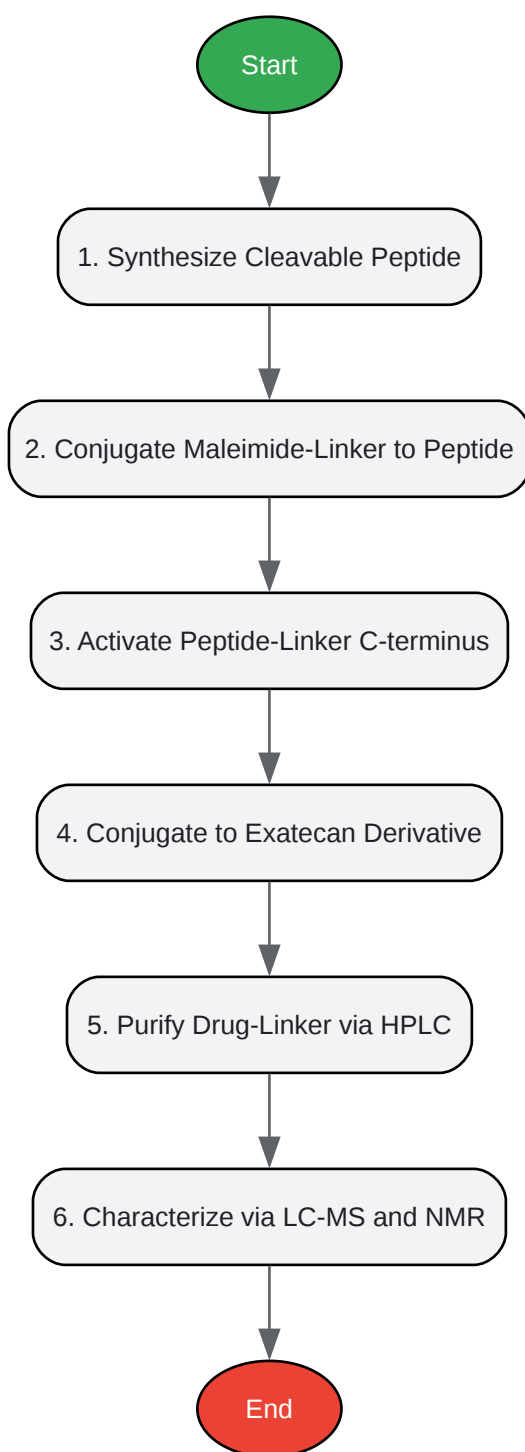 Start
1. Synthesize Cleavable Peptide
2. Conjugate Maleimide-Linker to Peptide
3. Activate Peptide-Linker C-terminus
4. Conjugate to Exatecan Derivative
5. Purify Drug-Linker via HPLC
6. Characterize via LC-MS and NMR
End